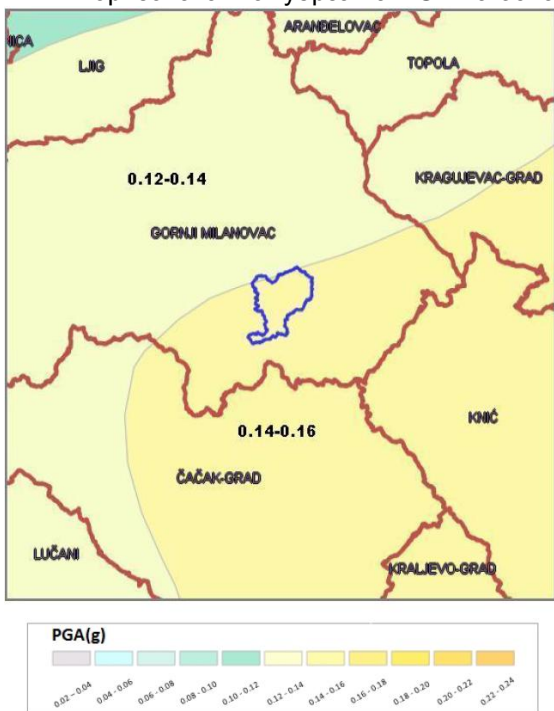 ARANĐELOVAC
LJIG
TOPOLA
0.12-0.14
KRAGUJEVAC-GRAD
GORNJI MILANOVAC
0.14-0.16
KNIĆ
ČAČAK-GRAD
LUČANI
KRALJEVO-GRAD
PGA(g)
0.02 – 0.04 0.04 - 0.06 0.06 - 0.08 0.08 - 0.10 0.10 - 0.12 0.12 - 0.14 0.14 - 0.16 0.16 - 0.18 0.18 - 0.20 0.20 - 0.22 0.22 - 0.24